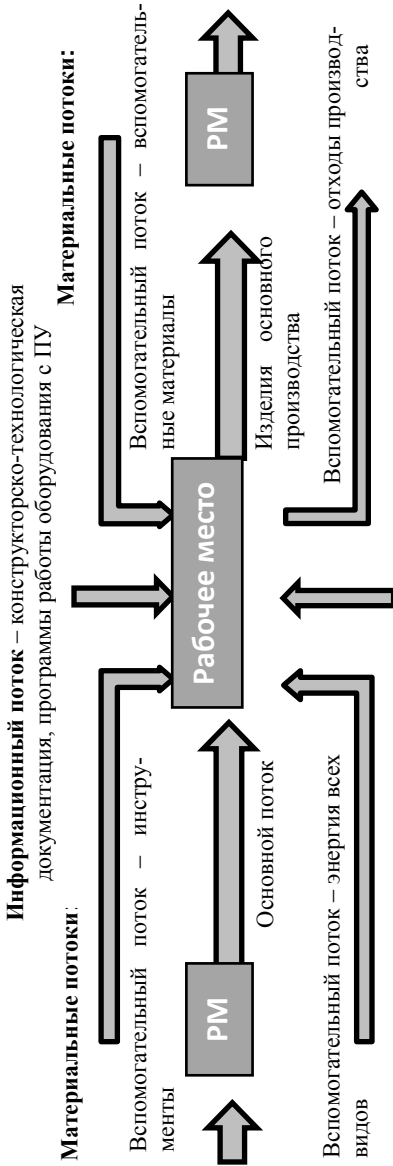 Информационный поток – конструкторско-технологическая
документация, программы работы оборудования с ПУ
Материальные потоки:
Материальные потоки:
Вспомогательный поток – инстру-
менты
Вспомогательный поток – вспомогатель-
ные материалы
РМ
Основной поток
Рабочее место
Изделия основного
производства
РМ
Вспомогательный поток – энергия всех
видов
Вспомогательный поток – отходы производ-
ства